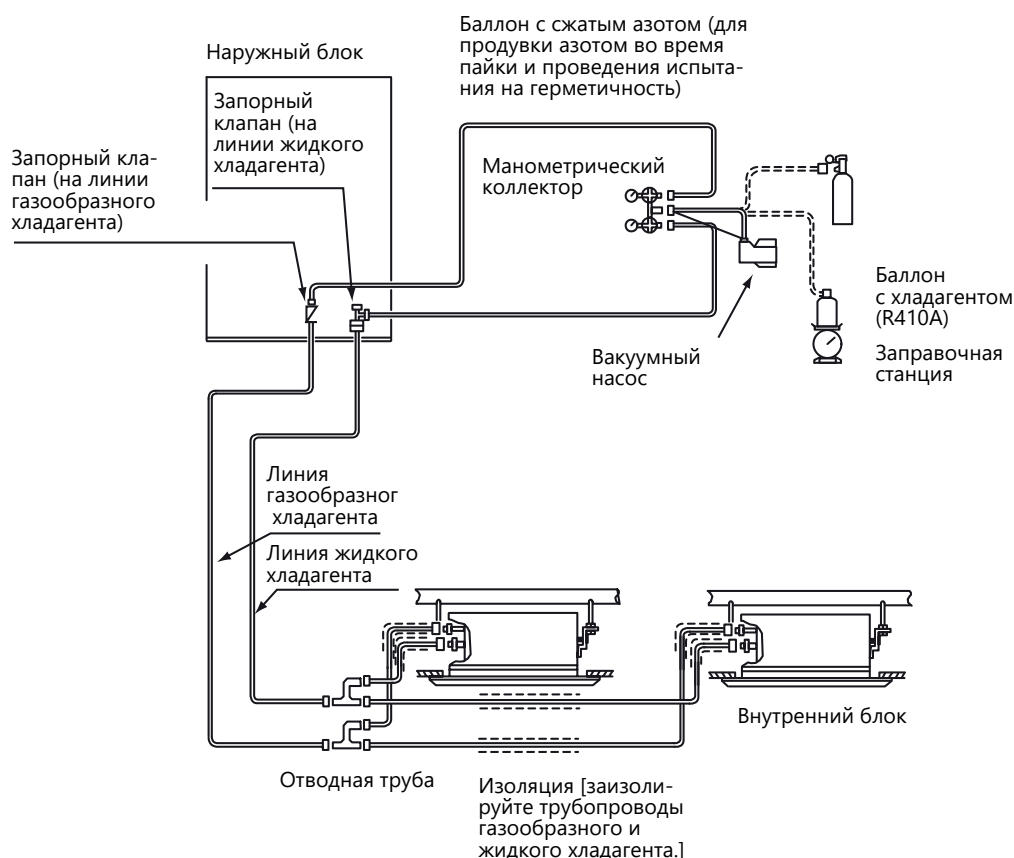 Наружный блок
Баллон с сжатым азотом (для
продувки азотом во время
пайки и проведения испыта-
ния на герметичность)
Запорный
клапан (на
линии жидкого
хладагента)
Запорный кла-
пан (на линии
газообразного
хладагента)
Манометрический
коллектор
Баллон
с хладагентом
(R410A)
Заправочная
станция
Вакуумный
насос
Линия
газообразног
хладагента
Линия жидкого
хладагента
Внутренний блок
Отводная труба
Изоляция [заизоли-
руйте трубопроводы
газообразного и
жидкого хладагента.]